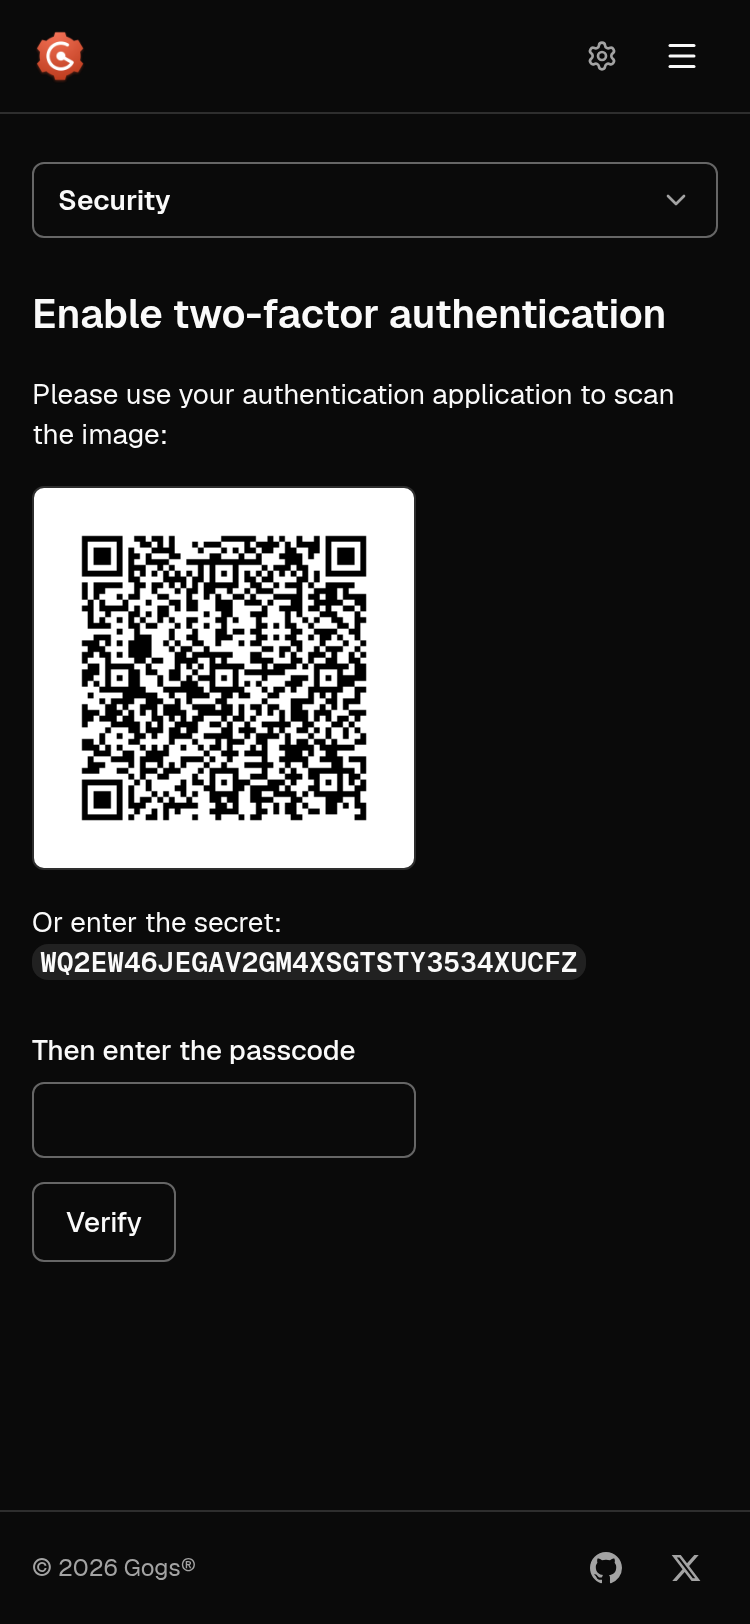 Security
Enable two-factor authentication
Please use your authentication application to scan
the image:
Or enter the secret:
WQ2EW46JEGAV2GM4XSGTSTY3534XUCFZ
Then enter the passcode
Verify
© 2026 Gogs®